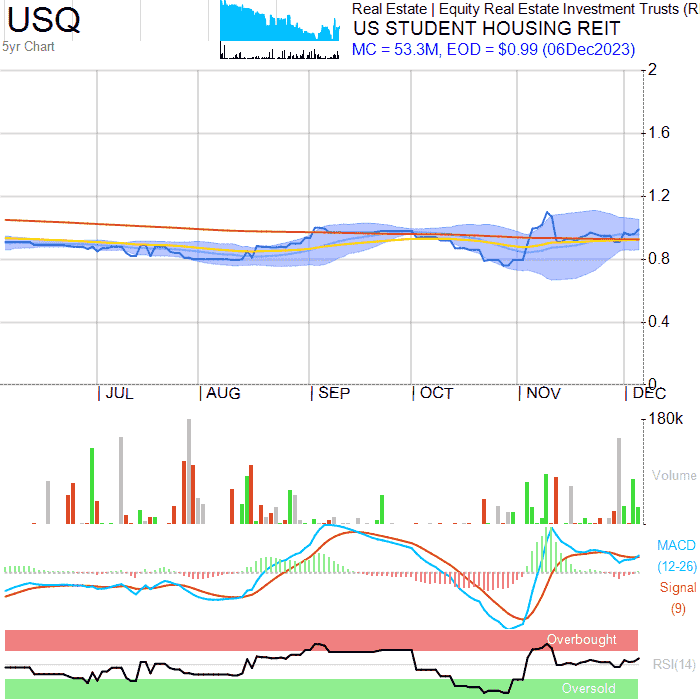 USQ
5yr Chart
Real Estate | Equity Real Estate Investment Trusts (R
US STUDENT HOUSING REIT
MC = 53.3M, EOD = $0.99 (06Dec2023)
2
1.6
1.2
0.8
0.4
0
JUL
AUG
SEP
OCT
NOV
DEC
180k
Volume
MACD
(12-26)
Signal
(9)
Overbought
RSI(14)
Oversold